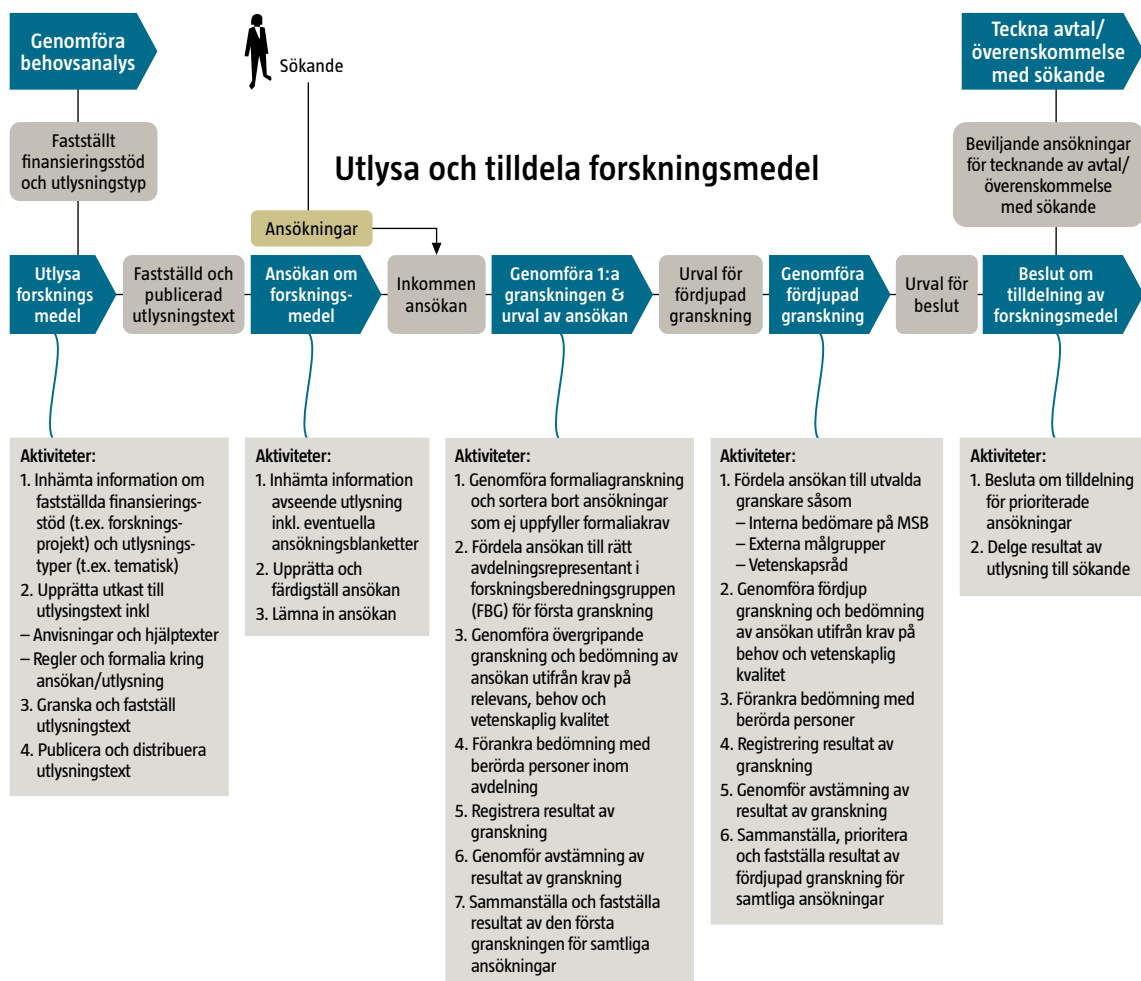 Genomföra
behovsanalys
Sökande
Teckna avtal/
överenskommelse
med sökande
Fastställt
finansieringsstöd
och utlysningstyp
Utlysa och tilldela forskningsmedel
Beviljande ansökningar
för tecknande av avtal/
överenskommelse
med sökande
Ansökningar
Utlysa
forsknings
medel
Fastställd och
publicerad
utlysningstext
Ansökan om
forsknings-
medel
Inkommen
ansökan
Genomföra 1:a
granskningen &
urval av ansökan
Urval för
fördjupad
granskning
Genomföra
fördjupad
granskning
Urval för
beslut
Beslut om
tilldelning av
forskningsmedel
Aktiviteter:
1. Inhämta information om
fastställda finansierings-
stöd (t.ex. forsknings-
projekt) och utlysnings-
typer (t.ex. tematisk)
2. Upprätta utkast till
utlysingstext inkl
– Anvisningar och hjälptexter
– Regler och formalia kring
ansökan/utlysning
3. Granska och fastställ
utlysningstext
4. Publicera och distribuera
utlysningstext
Aktiviteter:
1. Inhämta information
avseende utlysning
inkl. eventuella
ansökningsblanketter
2. Upprätta och
färdigställ ansökan
3. Lämna in ansökan
Aktiviteter:
1. Genomföra formaliagranskning
och sortera bort ansökningar
som ej uppfyller formaliakrav
2. Fördela ansökan till rätt
avdelningsrepresentant i
forskningsberedningsgruppen
(FBG) för första granskning
3. Genomföra övergripande
granskning och bedömning av
ansökan utifrån krav på
relevans, behov och
vetenskaplig kvalitet
4. Förankra bedömning med
berörda personer inom
avdelning
5. Registrera resultat av
granskning
6. Genomför avstämning av
resultat av granskning
7. Sammanställa och fastställa
resultat av den första
granskningen för samtliga
ansökningar
Aktiviteter:
1. Fördela ansökan till utvalda
granskare såsom
– Interna bedömare på MSB
– Externa målgrupper
– Vetenskapsråd
2. Genomföra fördjup
granskning och bedömning
av ansökan utifrån krav på
behov och vetenskaplig
kvalitet
3. Förankra bedömning med
berörda personer
4. Registrering resultat av
granskning
5. Genomför avstämning av
resultat av granskning
6. Sammanställa, prioritera
och fastställa resultat av
fördjupad granskning för
samtliga ansökningar
Aktiviteter:
1. Besluta om tilldelning
för prioriterade
ansökningar
2. Delge resultat av
utlysning till sökande